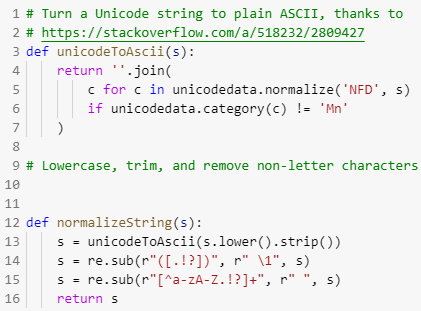 1 # Turn a Unicode string to plain ASCII, thanks to
2 # https://stackoverflow.com/a/518232/2809427
3 def unicodeToAscii(s):
4     return ''.join(
5         c for c in unicodedata.normalize('NFD', s)
6         if unicodedata.category(c) != 'Mn'
7     )
8
9 # Lowercase, trim, and remove non-letter characters
10
11
12 def normalizeString(s):
13     s = unicodeToAscii(s.lower().strip())
14     s = re.sub(r"([.!?])", r" \1", s)
15     s = re.sub(r"[^a-zA-Z.!?]+", r" ", s)
16     return s